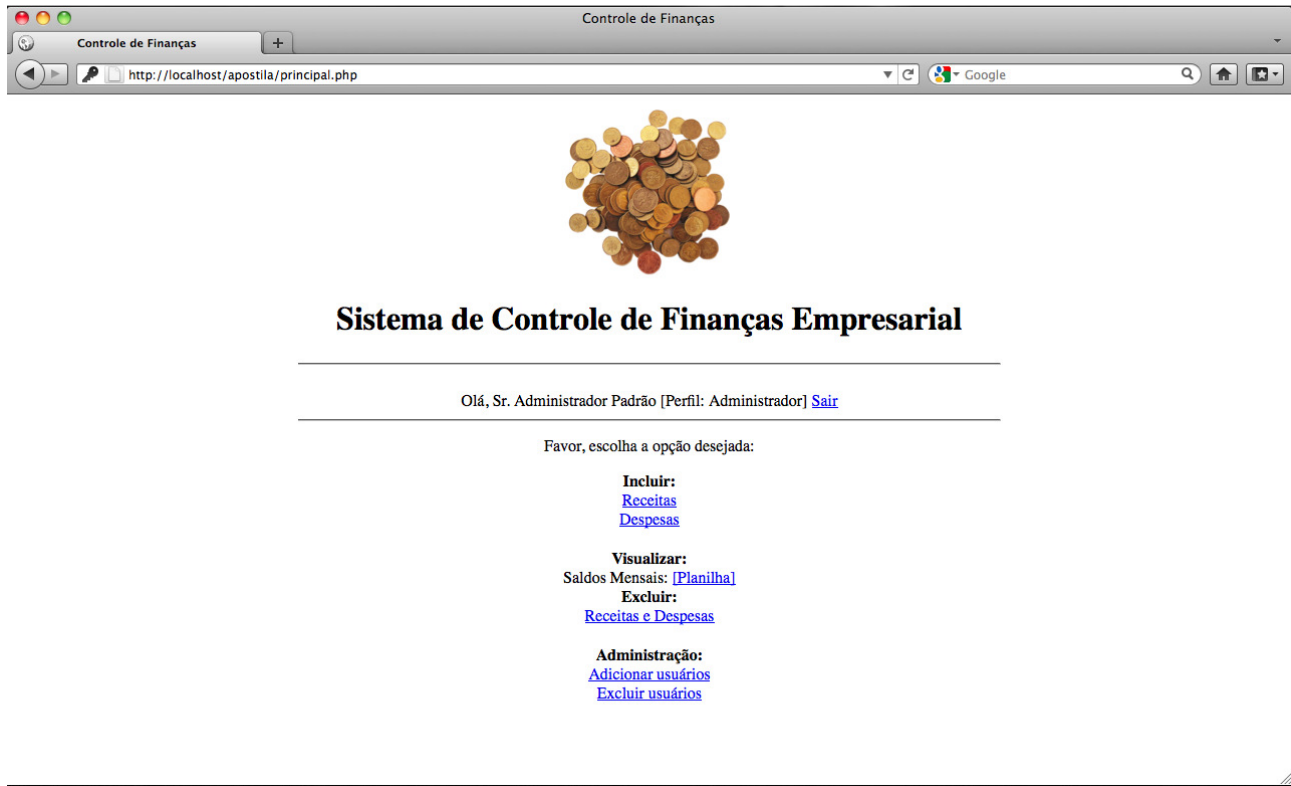 Controle de Finanças
Controle de Finanças
http://localhost/apostila/principal.php
Google
Sistema de Controle de Finanças Empresarial
Olá, Sr. Administrador Padrão [Perfil: Administrador] Sair
Favor, escolha a opção desejada:
Incluir:
Receitas
Despesas
Visualizar:
Saldos Mensais: [Planilha]
Excluir:
Receitas e Despesas
Administração:
Adicionar usuários
Excluir usuários